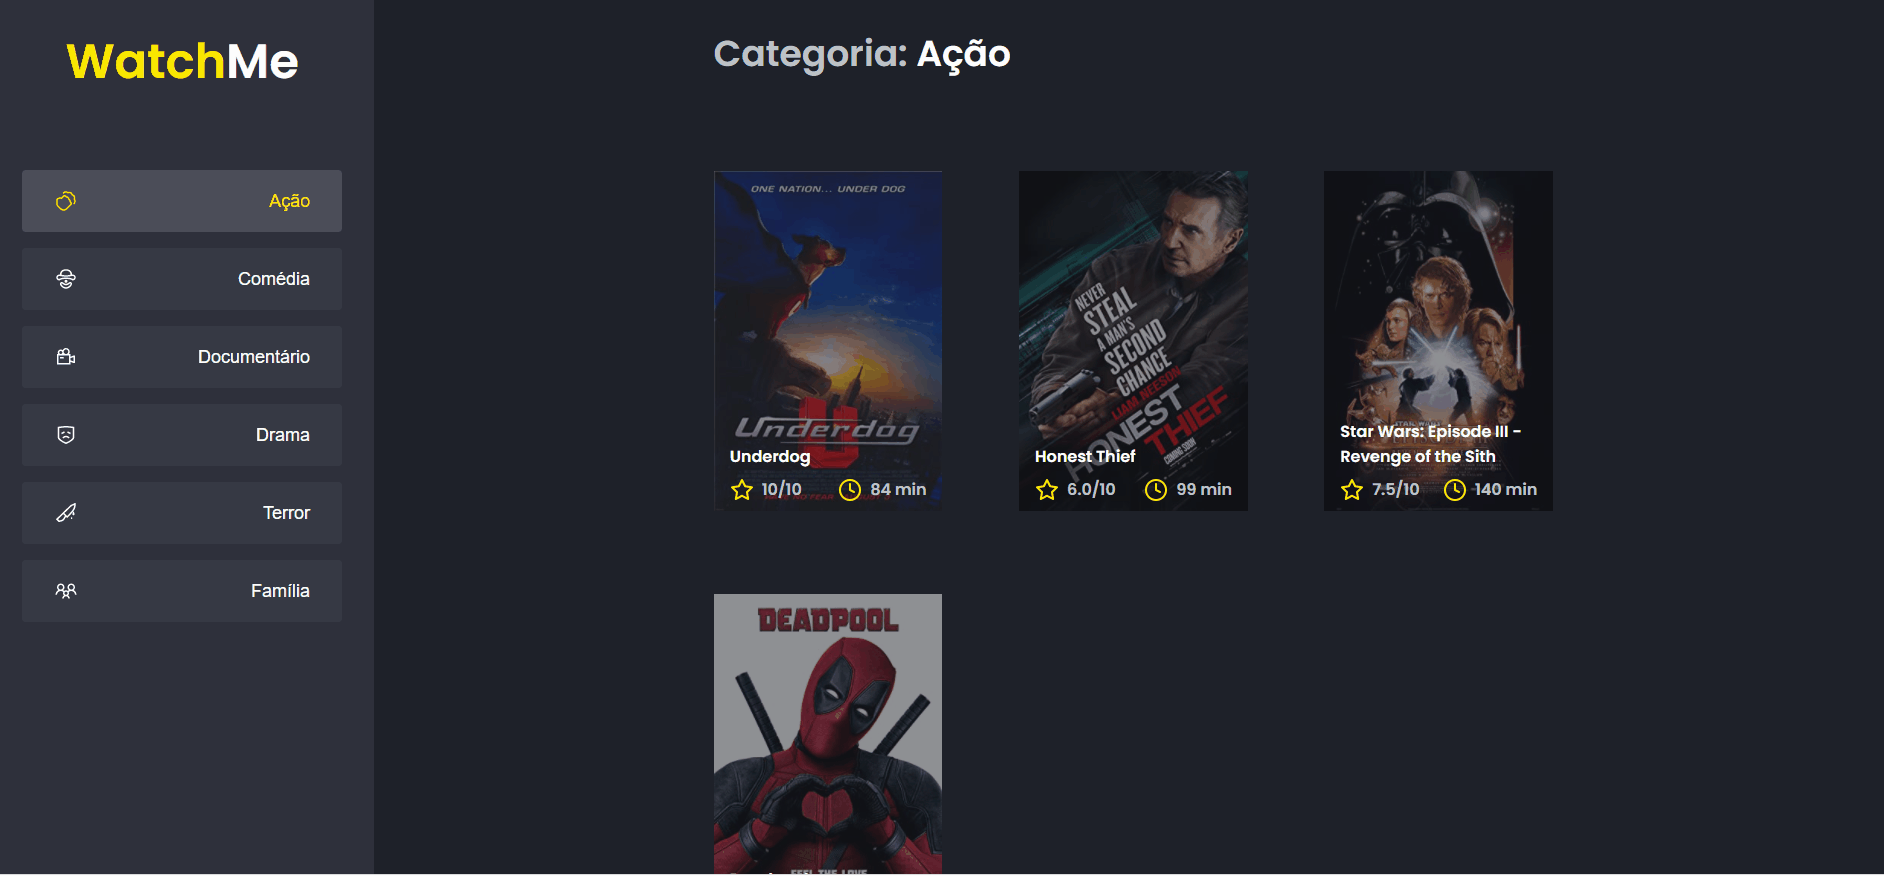 WatchMe
Ação
Comédia
Documentário
Drama
Terror
Família
Categoria: Ação
ONE NATION... UNDER DOG
Underdog
Underdog
10/10 84 min
NEVER
STEAL
A MAN'S
SECOND
CHANCE
LIAM NEESON
HONEST
THIEF
COMING SOON
Honest Thief
6.0/10 99 min
Star Wars: Episode III -
Revenge of the Sith
7.5/10 140 min
DEADPOOL
FEEL THE LOVE